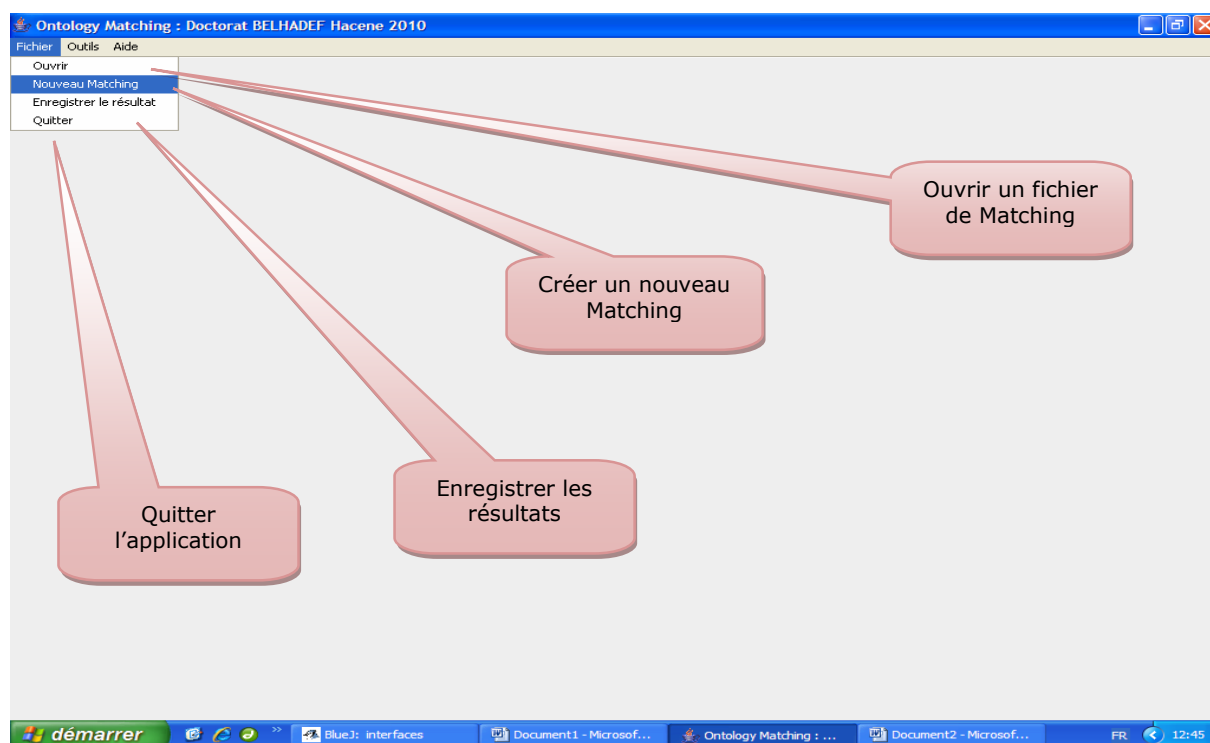 Ontology Matching : Doctorat BELHADEF Hacene 2010
Fichier Outils Aide
Ouvrir
Nouveau Matching
Enregistrer le résultat
Quitter
Ouvrir un fichier
de Matching
Créer un nouveau
Matching
Enregistrer les
résultats
Quitter
l’application
démarrer » BlueJ: interfaces Document1 - Microsof... Ontology Matching : ... Document2 - Microsof... FR 12:45